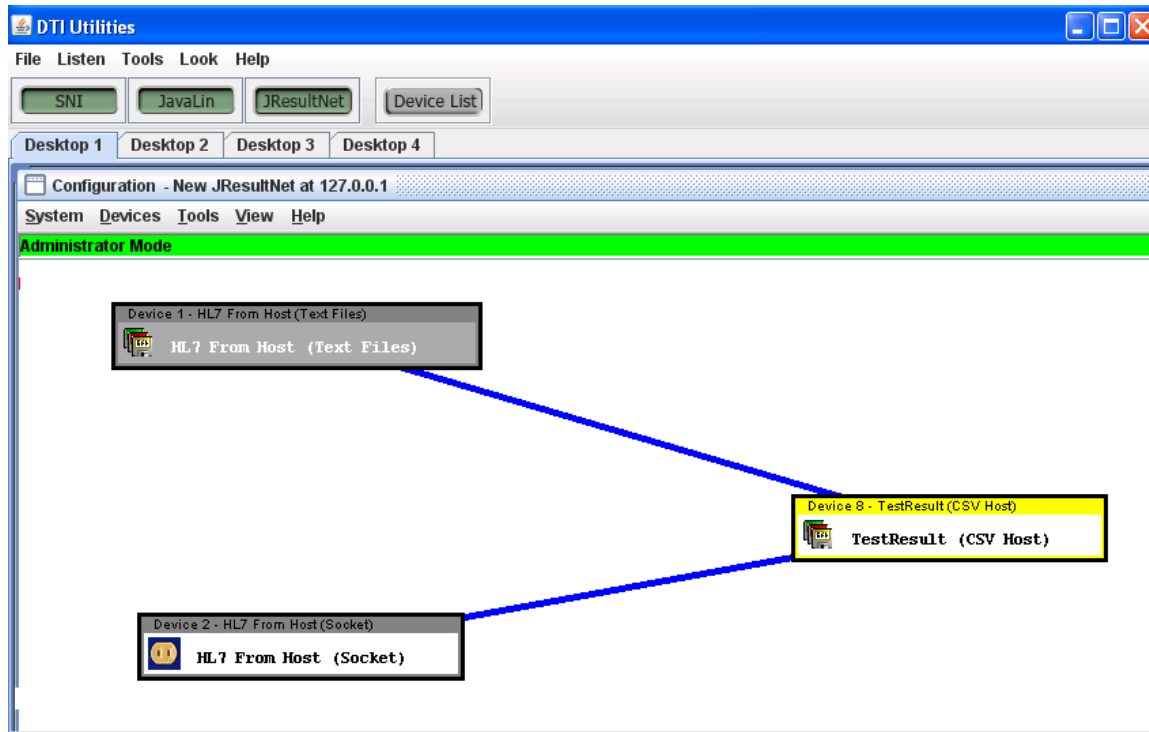 DTI Utilities
File Listen Tools Look Help
SNI JavaLin JResultNet Device List
Desktop 1 Desktop 2 Desktop 3 Desktop 4
Configuration - New JResultNet at 127.0.0.1
System Devices Tools View Help
Administrator Mode
Device 1 - HL7 From Host (Text Files)
HL7 From Host (Text Files)
Device 8 - TestResult (CSV Host)
TestResult (CSV Host)
Device 2 - HL7 From Host (Socket)
HL7 From Host (Socket)